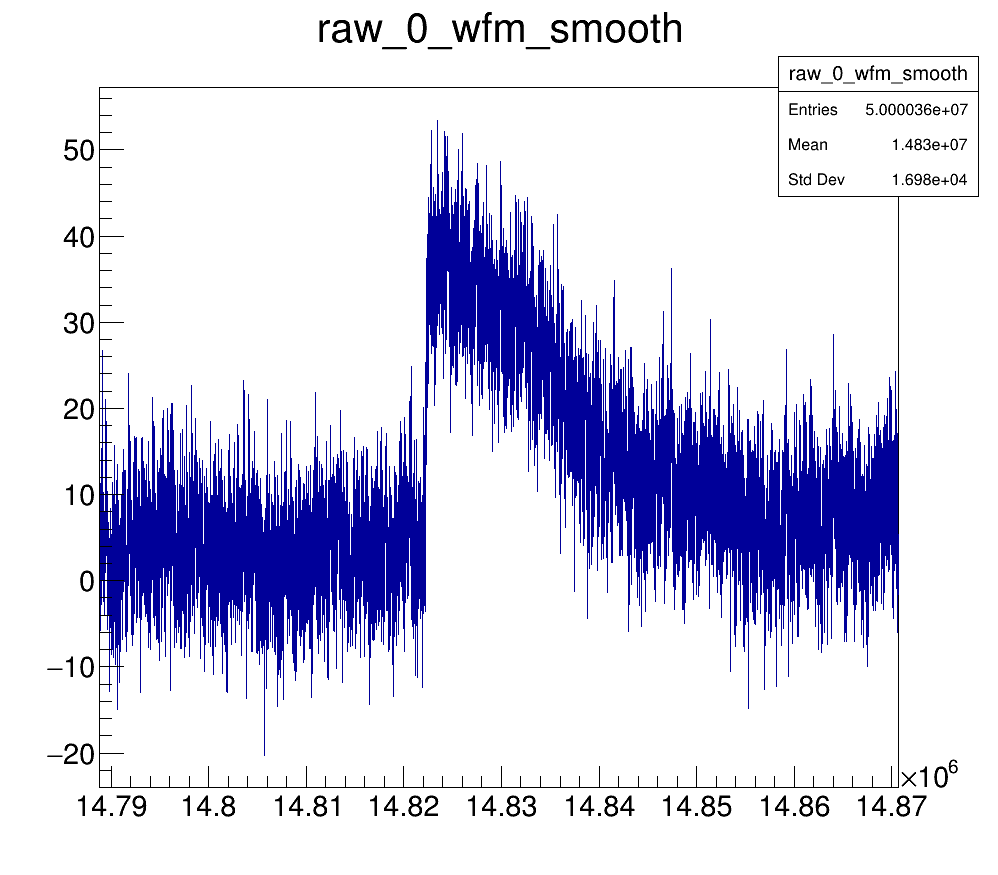 raw_0_wfm_smooth
raw_0_wfm_smooth
Entries 5.000036e+07
Mean 1.483e+07
Std Dev 1.698e+04
50
40
30
20
10
0
−10
−20
×10⁶
14.79 14.8 14.81 14.82 14.83 14.84 14.85 14.86 14.87